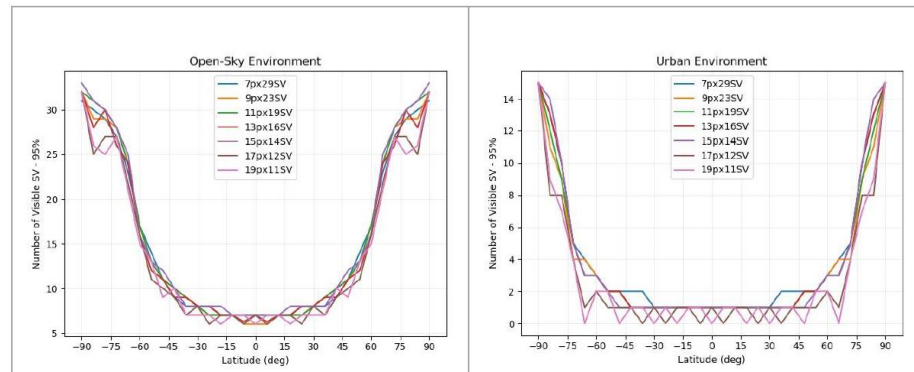 Open-Sky Environment
7px29SV
9px23SV
11px19SV
13px16SV
15px14SV
17px12SV
19px11SV
Number of Visible SV - 95%
30
25
20
15
10
5
−90 −75 −60 −45 −30 −15 0 15 30 45 60 75 90
Latitude (deg)
Urban Environment
7px29SV
9px23SV
11px19SV
13px16SV
15px14SV
17px12SV
19px11SV
Number of Visible SV - 95%
14
12
10
8
6
4
2
0
−90 −75 −60 −45 −30 −15 0 15 30 45 60 75 90
Latitude (deg)